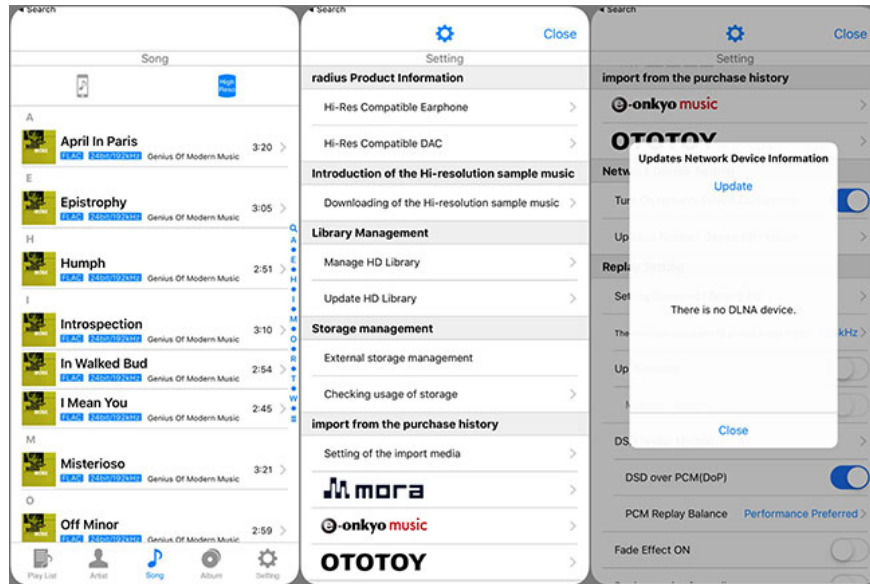 Search
Song
High Reso
A
April In Paris
FLAC 24bit/192kHz Genius Of Modern Music
3:20
E
Epistrophy
FLAC 24bit/192kHz Genius Of Modern Music
3:05
H
Humph
FLAC 24bit/192kHz Genius Of Modern Music
2:51
I
Introspection
FLAC 24bit/192kHz Genius Of Modern Music
3:10
In Walked Bud
FLAC 24bit/192kHz Genius Of Modern Music
2:54
I Mean You
FLAC 24bit/192kHz Genius Of Modern Music
2:45
M
Misterioso
FLAC 24bit/192kHz Genius Of Modern Music
3:21
O
Off Minor
FLAC 24bit/192kHz Genius Of Modern Music
2:59
A
E
H
I
M
O
R
T
W
#
Play List
Artist
Song
Album
Setting
Search
Close
Setting
radius Product Information
Hi-Res Compatible Earphone
Hi-Res Compatible DAC
Introduction of the Hi-resolution sample music
Downloading of the Hi-resolution sample music
Library Management
Manage HD Library
Update HD Library
Storage management
External storage management
Checking usage of storage
import from the purchase history
Setting of the import media
mora
e-onkyo music
OTOTOY
Search
Close
Setting
import from the purchase history
e-onkyo music
OTOTOY
Updates Network Device Information
Update
There is no DLNA device.
Close
DSD over PCM(DoP)
PCM Replay Balance Performance Preferred
Fade Effect ON